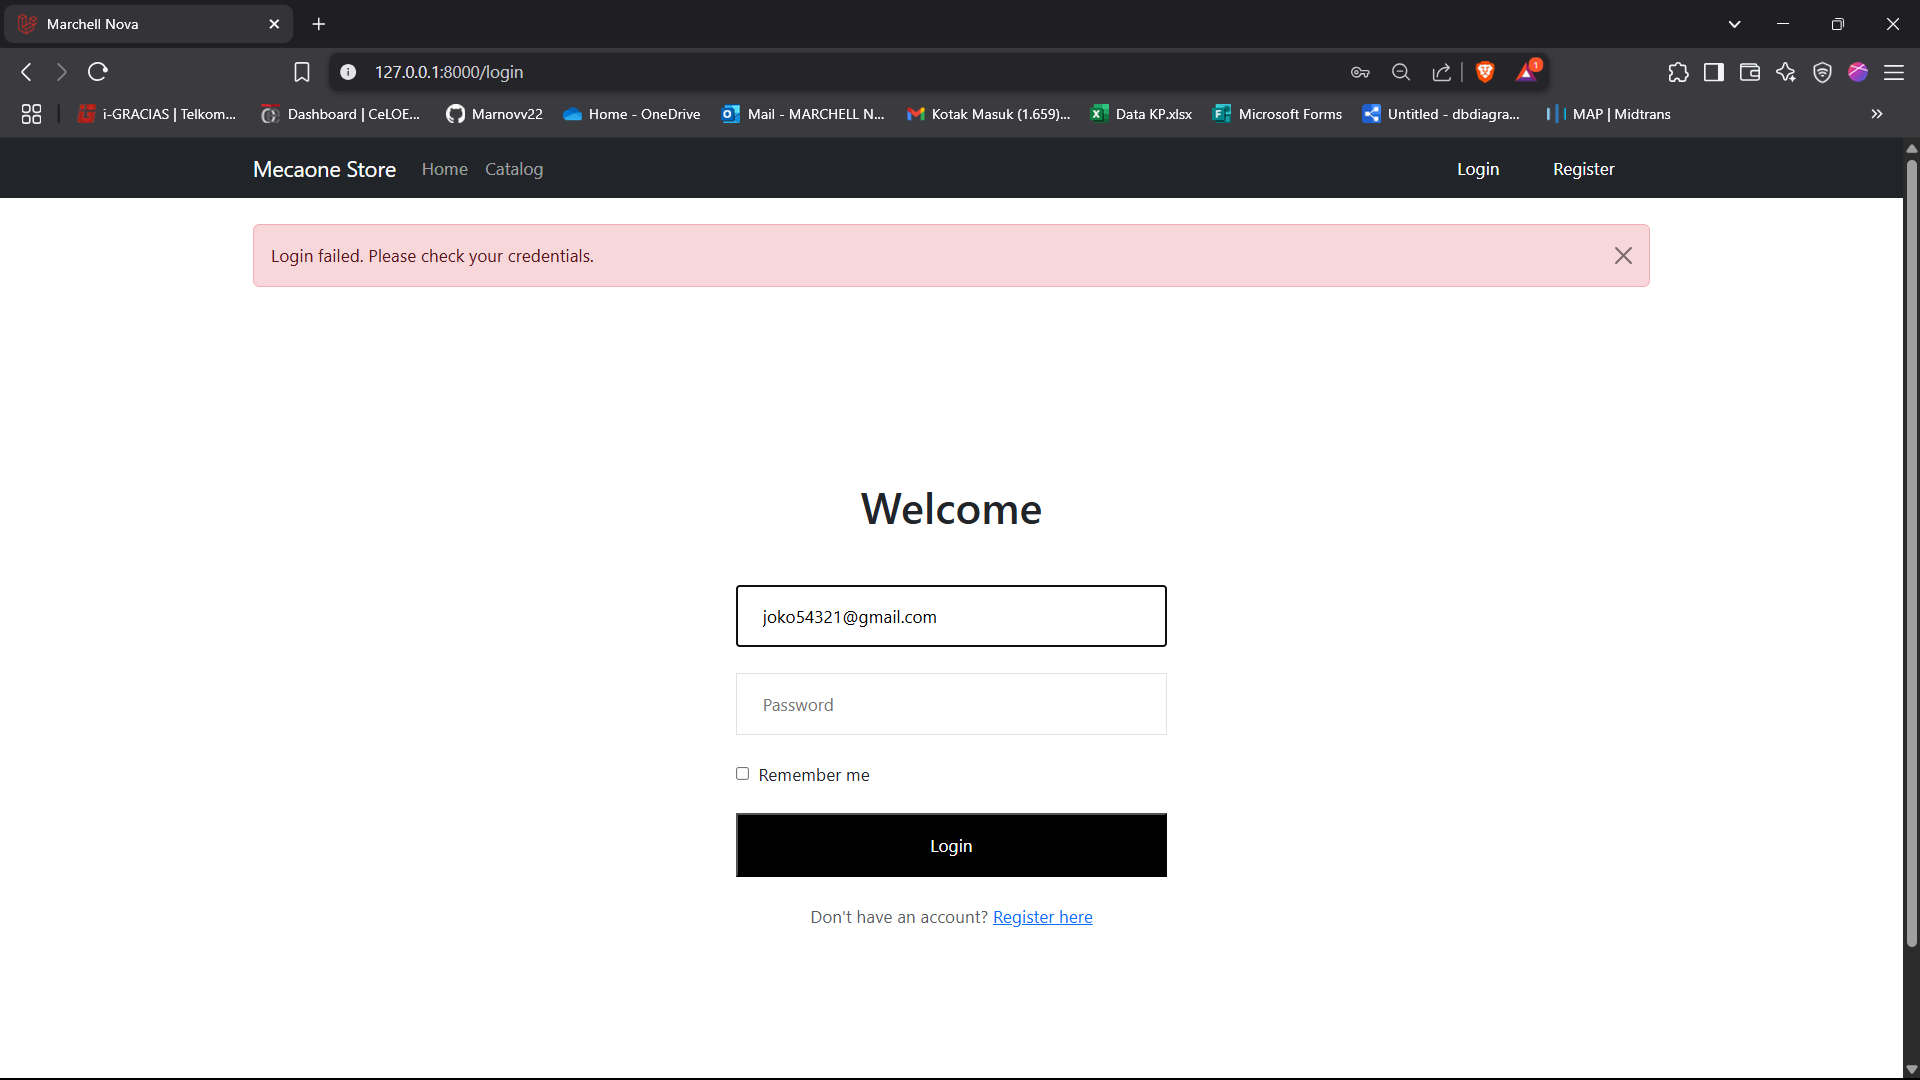 Marchell Nova
127.0.0.1:8000/login
1
i-GRACIAS | Telkom... Dashboard | CeLOE... Marnovv22 Home - OneDrive Mail - MARCHELL N... Kotak Masuk (1.659)... Data KP.xlsx Microsoft Forms Untitled - dbdiagra... MAP | Midtrans
Mecaone Store Home Catalog Login Register
Login failed. Please check your credentials.
Welcome
joko54321@gmail.com
Password
Remember me
Login
Don't have an account? Register here